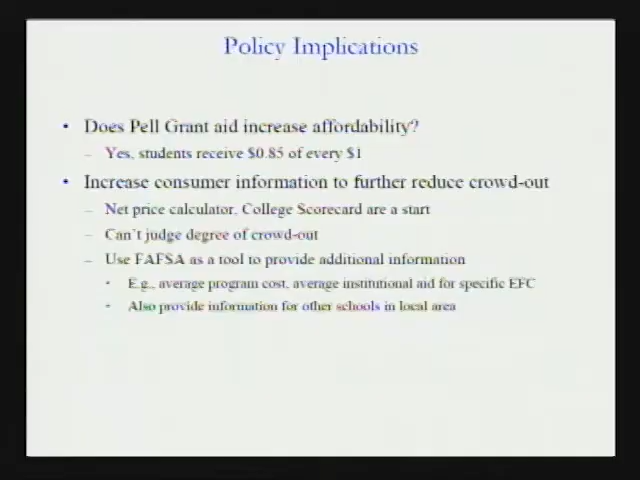 Policy Implications
• Does Pell Grant aid increase affordability?
– Yes, students receive $0.85 of every $1
• Increase consumer information to further reduce crowd-out
– Net price calculator, College Scorecard are a start
– Can't judge degree of crowd-out
– Use FAFSA as a tool to provide additional information
• E.g., average program cost, average institutional aid for specific EFC
• Also provide information for other schools in local area